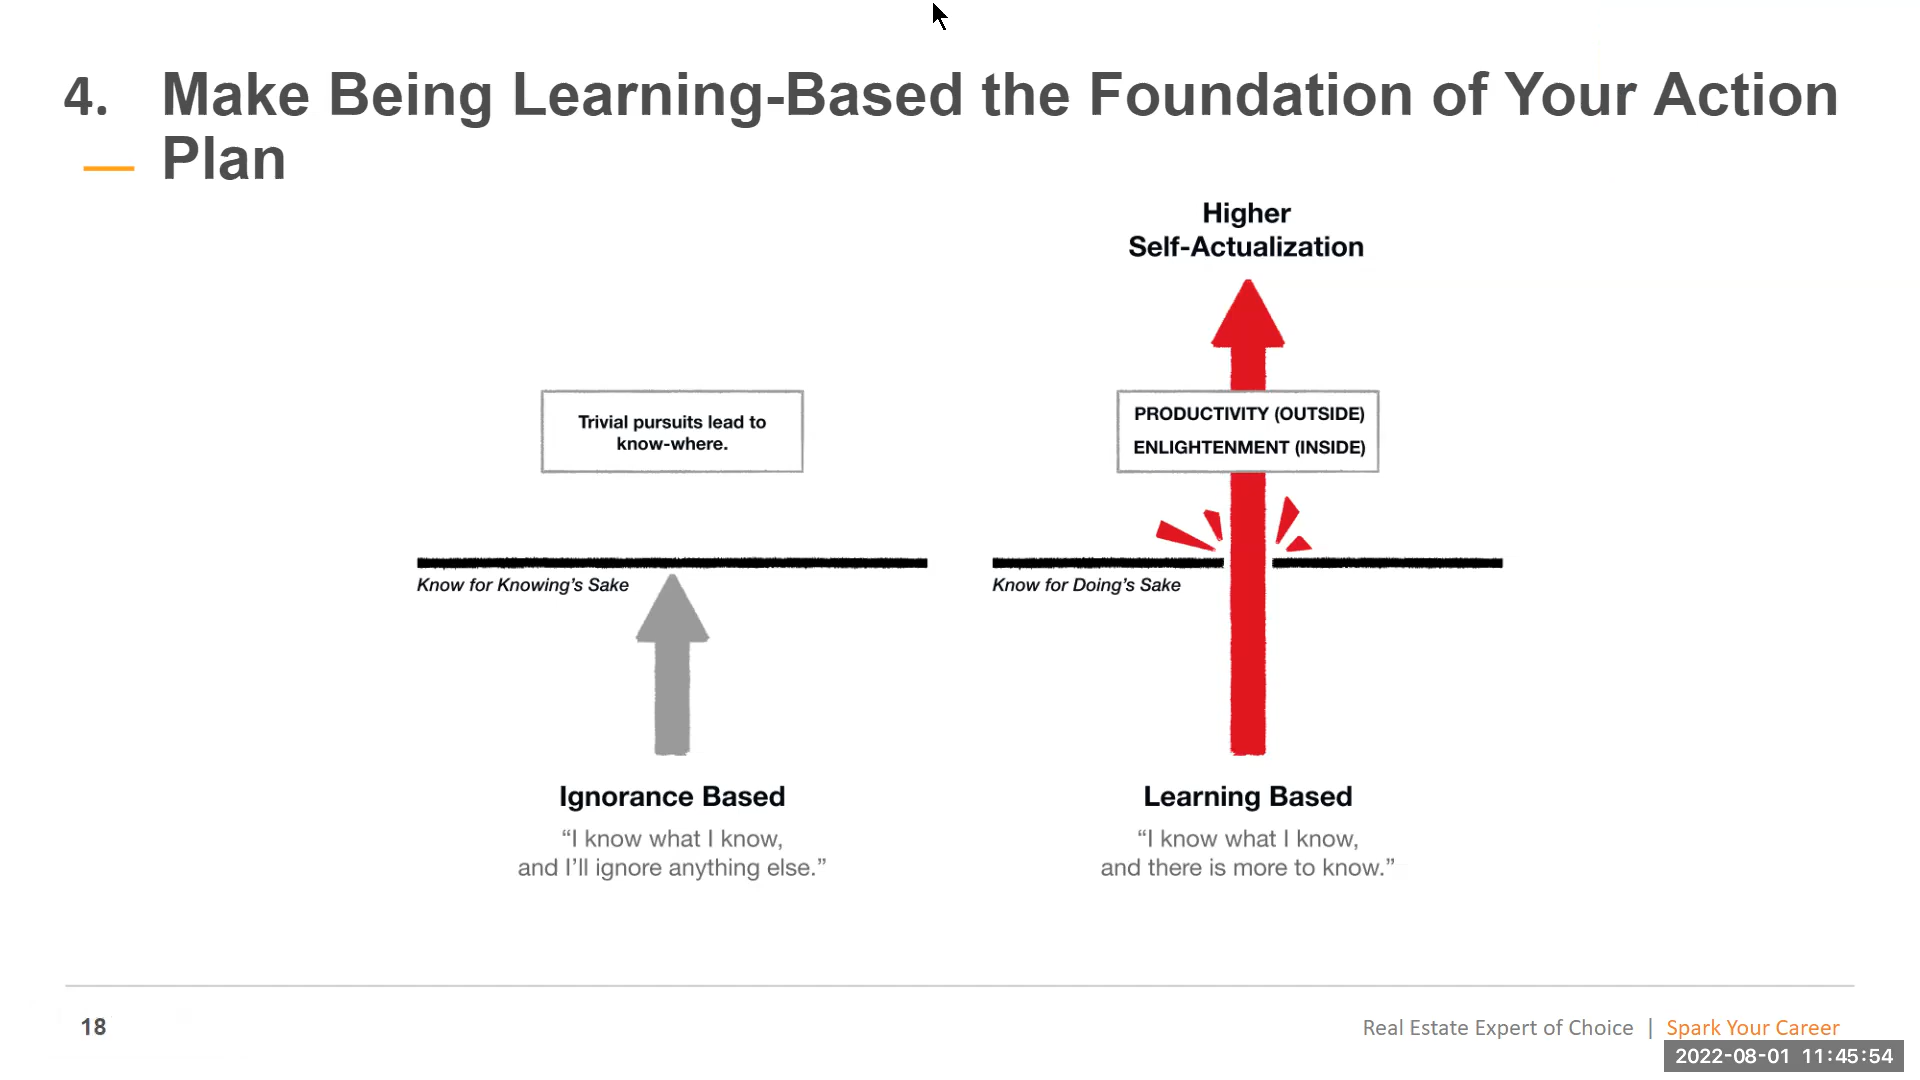 4. Make Being Learning-Based the Foundation of Your Action
Plan
Higher
Self-Actualization
Trivial pursuits lead to
know-where.
PRODUCTIVITY (OUTSIDE)
ENLIGHTENMENT (INSIDE)
Know for Knowing's Sake
Know for Doing's Sake
Ignorance Based
“I know what I know,
and I’ll ignore anything else.”
Learning Based
“I know what I know,
and there is more to know.”
18
Real Estate Expert of Choice | Spark Your Career
2022-08-01 11:45:54